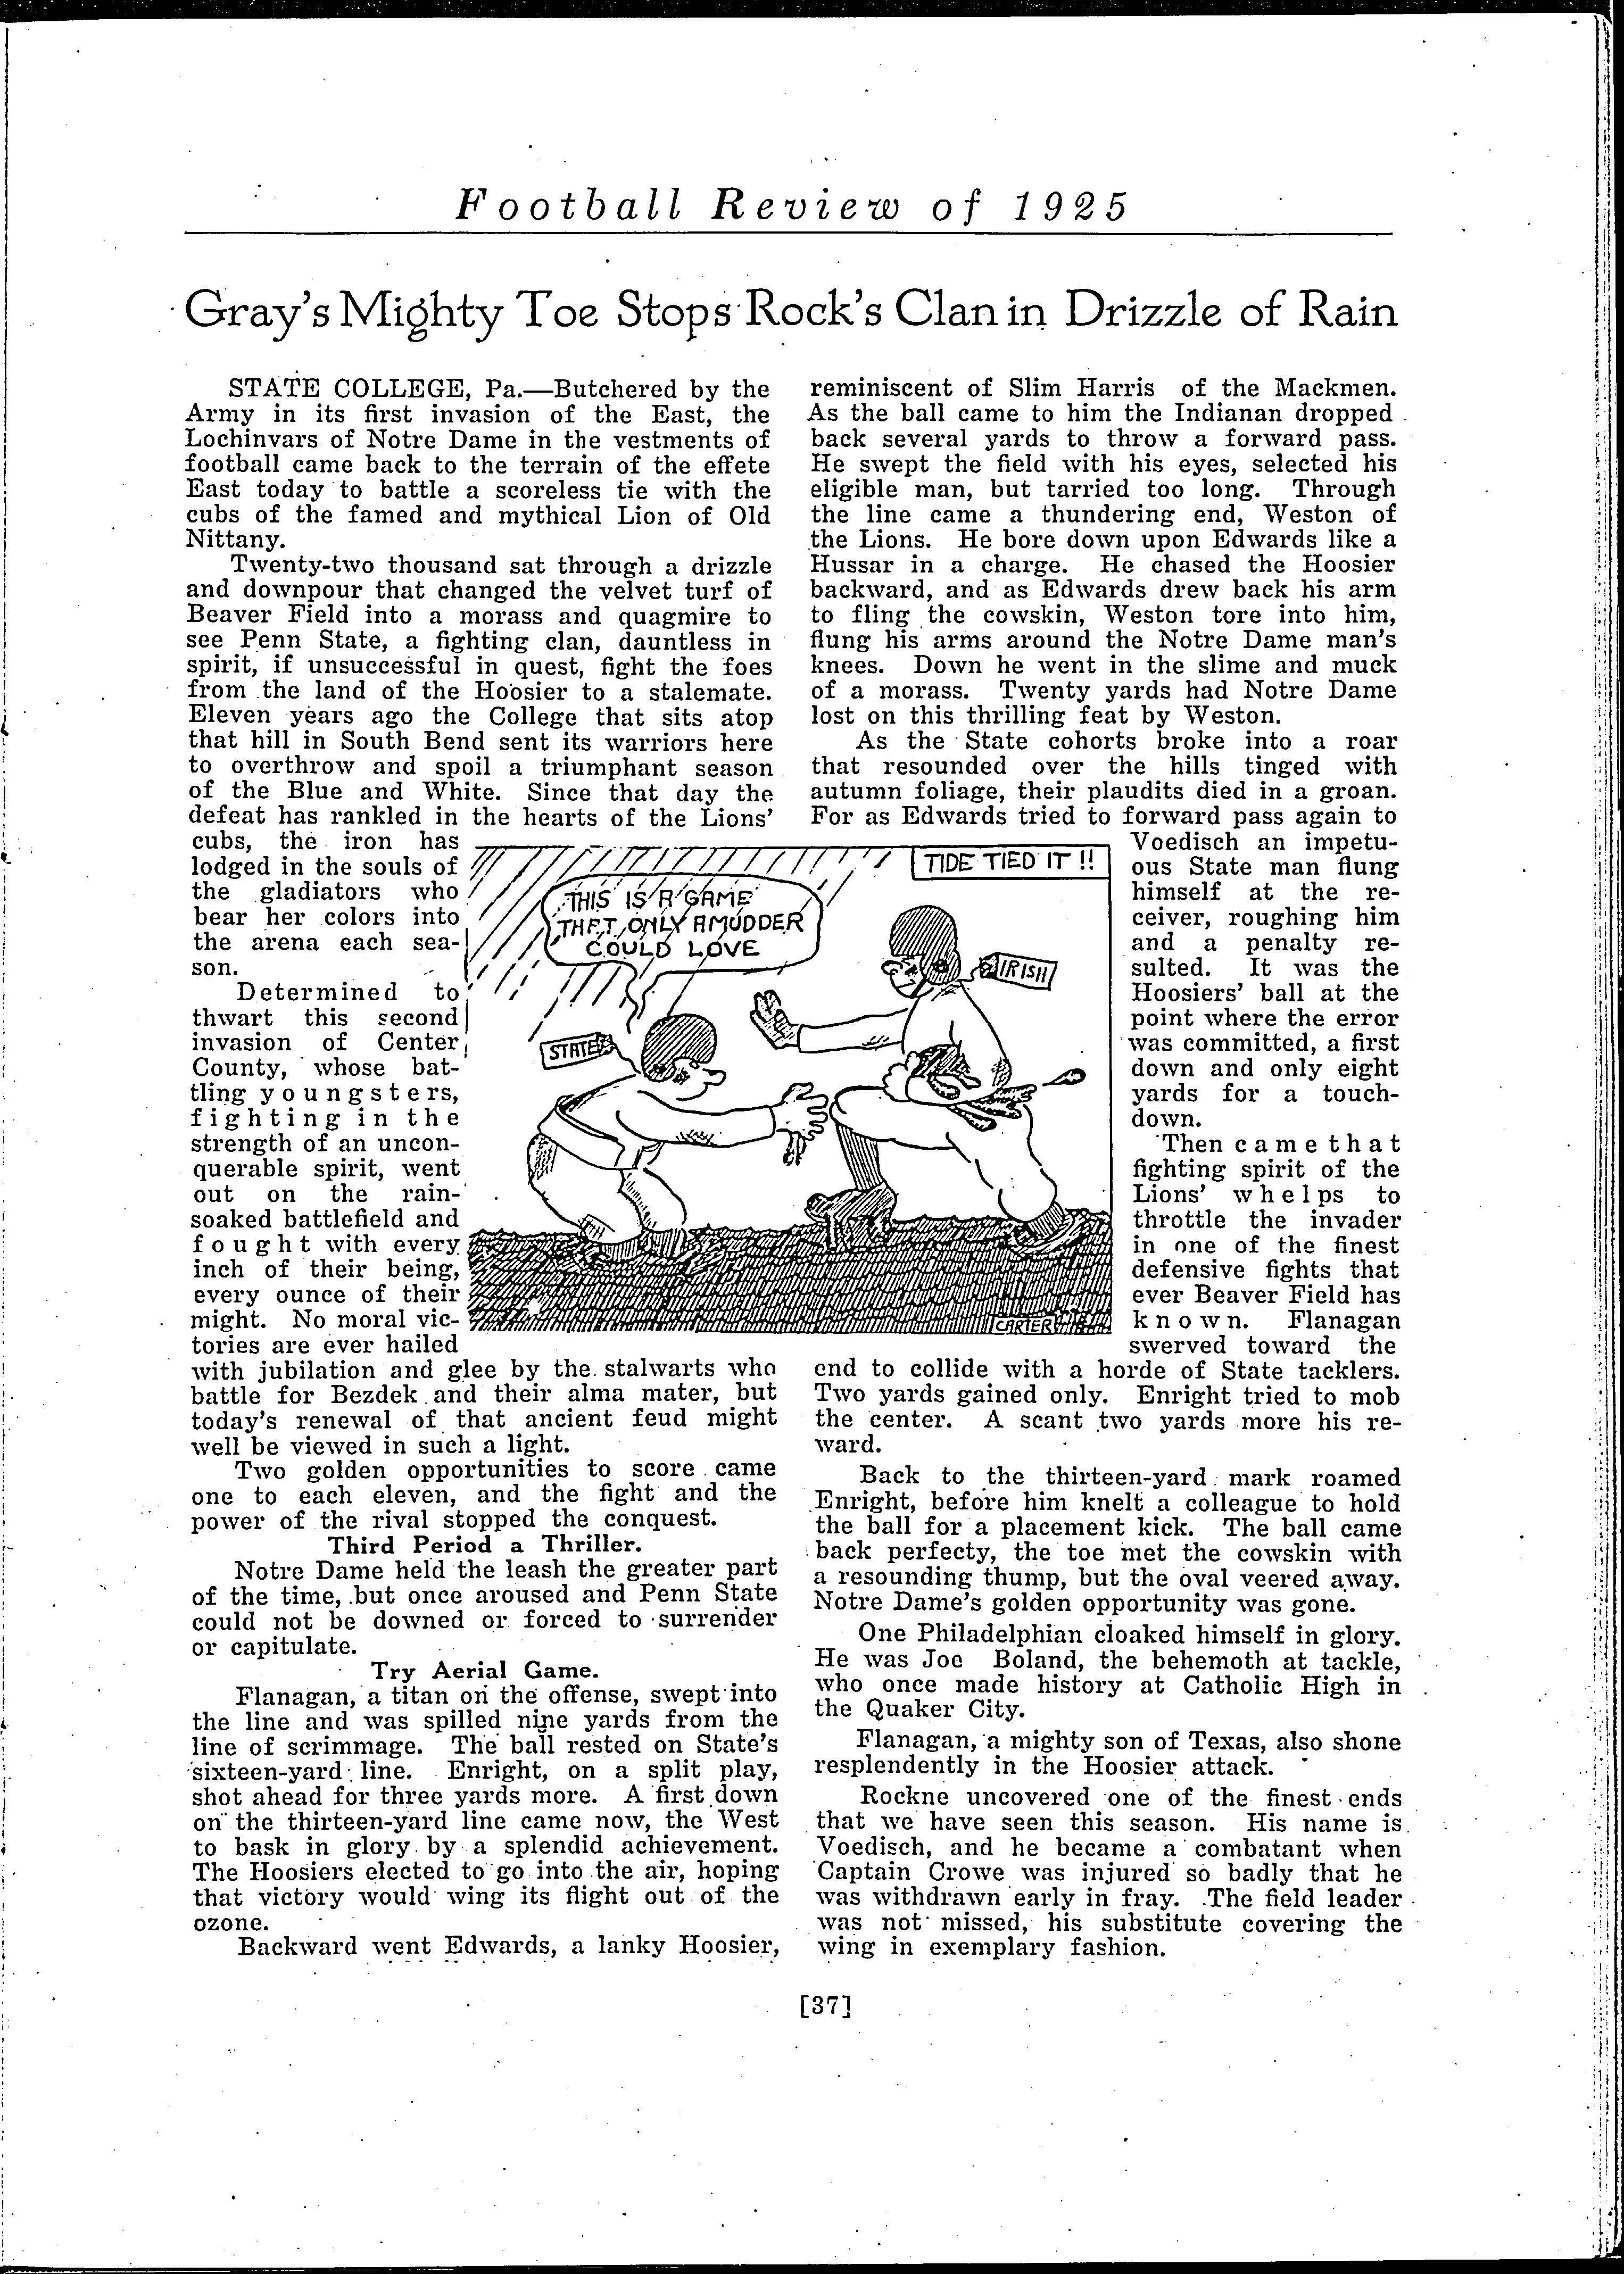 Football Review of 1925
Gray's Mighty Toe Stops Rock's Clan in Drizzle of Rain
STATE COLLEGE, Pa.—Butchered by the
Army in its first invasion of the East, the
Lochinvars of Notre Dame in the vestments of
football came back to the terrain of the effete
East today to battle a scoreless tie with the
cubs of the famed and mythical Lion of Old
Nittany.
Twenty-two thousand sat through a drizzle
and downpour that changed the velvet turf of
Beaver Field into a morass and quagmire to
see Penn State, a fighting clan, dauntless in
spirit, if unsuccessful in quest, fight the foes
from the land of the Hoosier to a stalemate.
Eleven years ago the College that sits atop
that hill in South Bend sent its warriors here
to overthrow and spoil a triumphant season
of the Blue and White. Since that day the
defeat has rankled in the hearts of the Lions'
cubs, the iron has
lodged in the souls of
the gladiators who
bear her colors into
the arena each sea-
son.
Determined to
thwart this second
invasion of Center
County, whose bat-
tling youngsters,
fighting in the
strength of an uncon-
querable spirit, went
out on the rain-
soaked battlefield and
fought with every
inch of their being,
every ounce of their
might. No moral vic-
tories are ever hailed
with jubilation and glee by the stalwarts who
battle for Bezdek and their alma mater, but
today's renewal of that ancient feud might
well be viewed in such a light.
Two golden opportunities to score came
one to each eleven, and the fight and the
power of the rival stopped the conquest.
Third Period a Thriller.
Notre Dame held the leash the greater part
of the time, but once aroused and Penn State
could not be downed or forced to surrender
or capitulate.
Try Aerial Game.
Flanagan, a titan on the offense, swept into
the line and was spilled nine yards from the
line of scrimmage. The ball rested on State's
sixteen-yard line. Enright, on a split play,
shot ahead for three yards more. A first down
on the thirteen-yard line came now, the West
to bask in glory by a splendid achievement.
The Hoosiers elected to go into the air, hoping
that victory would wing its flight out of the
ozone.
Backward went Edwards, a lanky Hoosier,
TIDE TIED IT !!
THIS IS A GAME
THAT ONLY A MUDDER
COULD LOVE
IRISH
STATE
CARTER
reminiscent of Slim Harris of the Mackmen.
As the ball came to him the Indianan dropped
back several yards to throw a forward pass.
He swept the field with his eyes, selected his
eligible man, but tarried too long. Through
the line came a thundering end, Weston of
the Lions. He bore down upon Edwards like a
Hussar in a charge. He chased the Hoosier
backward, and as Edwards drew back his arm
to fling the cowskin, Weston tore into him,
flung his arms around the Notre Dame man's
knees. Down he went in the slime and muck
of a morass. Twenty yards had Notre Dame
lost on this thrilling feat by Weston.
As the State cohorts broke into a roar
that resounded over the hills tinged with
autumn foliage, their plaudits died in a groan.
For as Edwards tried to forward pass again to
Voedisch an impetu-
ous State man flung
himself at the re-
ceiver, roughing him
and a penalty re-
sulted. It was the
Hoosiers' ball at the
point where the error
was committed, a first
down and only eight
yards for a touch-
down.
Then came that
fighting spirit of the
Lions' whelps to
throttle the invader
in one of the finest
defensive fights that
ever Beaver Field has
known. Flanagan
swerved toward the
end to collide with a horde of State tacklers.
Two yards gained only. Enright tried to mob
the center. A scant two yards more his re-
ward.
Back to the thirteen-yard mark roamed
Enright, before him knelt a colleague to hold
the ball for a placement kick. The ball came
back perfecty, the toe met the cowskin with
a resounding thump, but the oval veered away.
Notre Dame's golden opportunity was gone.
One Philadelphian cloaked himself in glory.
He was Joe Boland, the behemoth at tackle,
who once made history at Catholic High in
the Quaker City.
Flanagan, a mighty son of Texas, also shone
resplendently in the Hoosier attack.
Rockne uncovered one of the finest ends
that we have seen this season. His name is
Voedisch, and he became a combatant when
Captain Crowe was injured so badly that he
was withdrawn early in fray. The field leader
was not missed, his substitute covering the
wing in exemplary fashion.
[37]